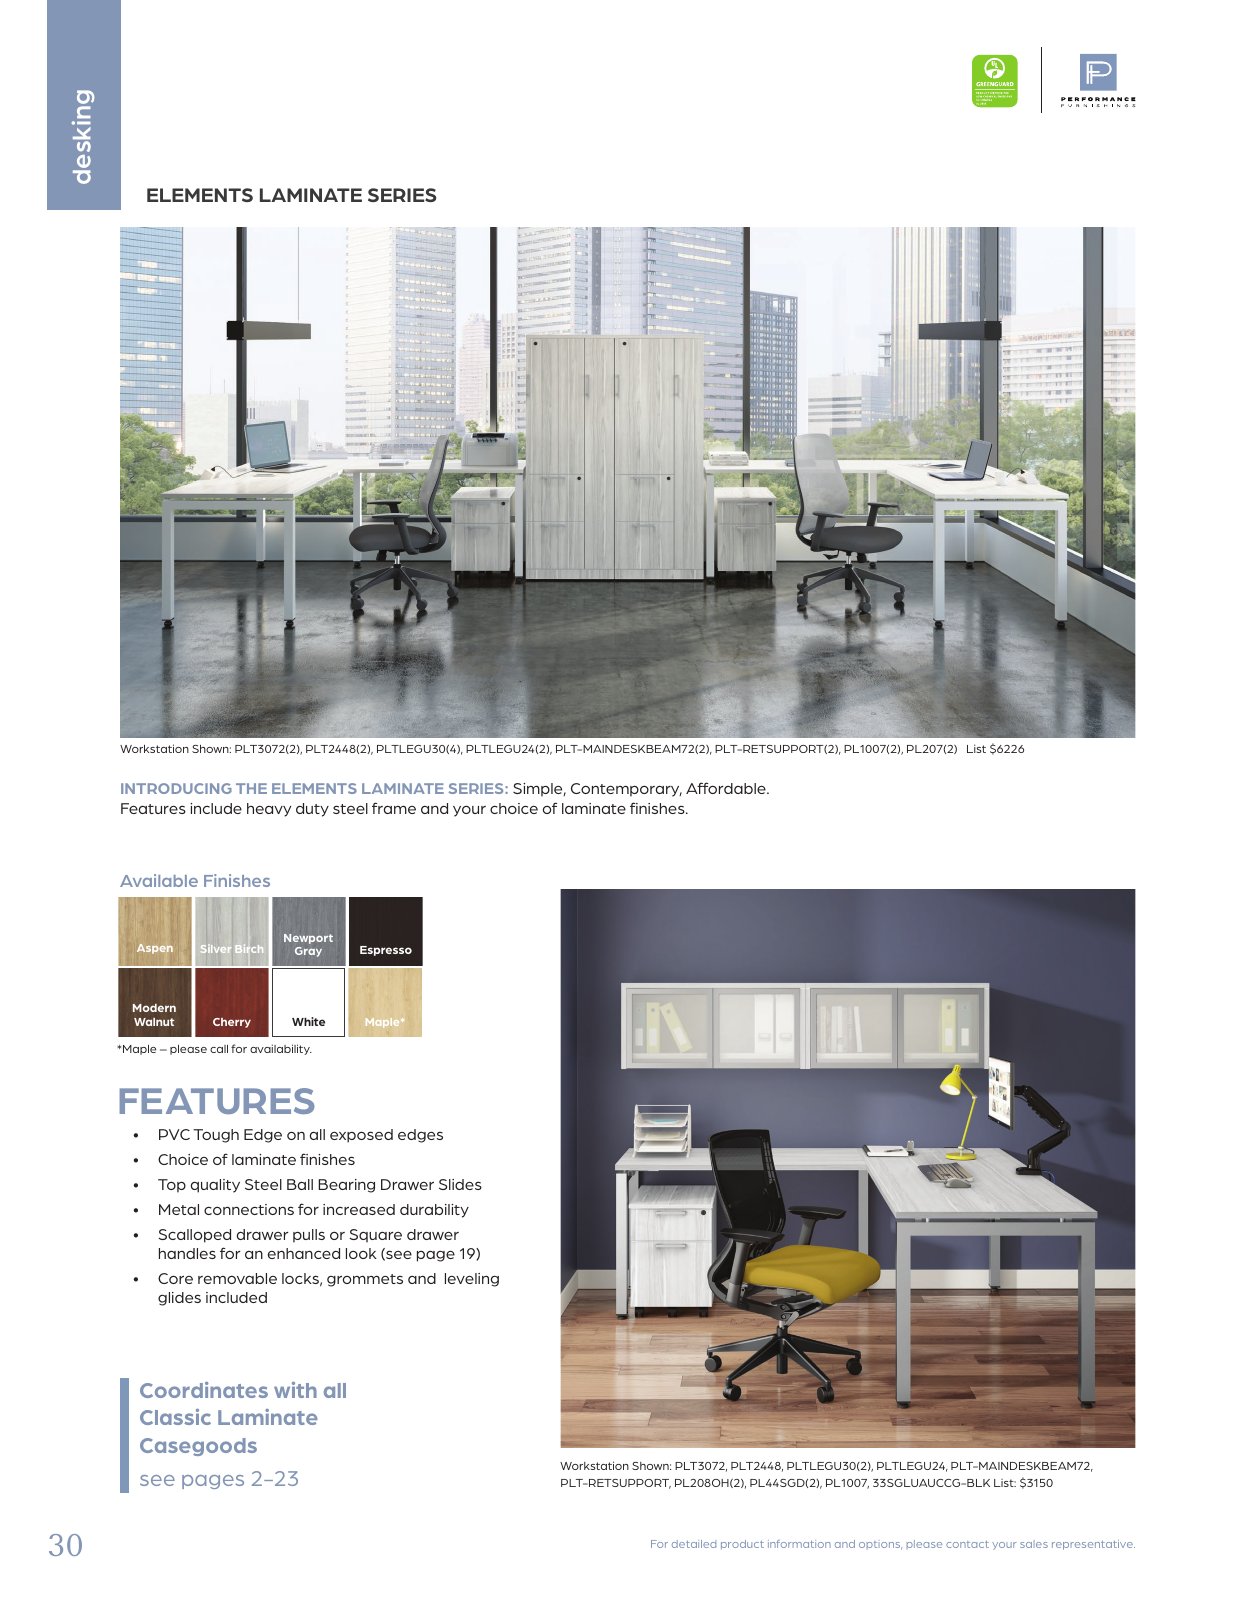 desking
GREENGUARD
PERFORMANCE
FURNISHINGS
ELEMENTS LAMINATE SERIES
Workstation Shown: PLT3072(2), PLT2448(2), PLTLEGU30(4), PLTLEGU24(2), PLT-MAINDESKBEAM72(2), PLT-RETSUPPORT(2), PL1007(2), PL207(2)   List $6226
INTRODUCING THE ELEMENTS LAMINATE SERIES: Simple, Contemporary, Affordable.
Features include heavy duty steel frame and your choice of laminate finishes.
Available Finishes
Aspen
Silver Birch
Newport
Gray
Espresso
Modern
Walnut
Cherry
White
Maple*
*Maple – please call for availability.
FEATURES
• PVC Tough Edge on all exposed edges
• Choice of laminate finishes
• Top quality Steel Ball Bearing Drawer Slides
• Metal connections for increased durability
• Scalloped drawer pulls or Square drawer
handles for an enhanced look (see page 19)
• Core removable locks, grommets and  leveling
glides included
Coordinates with all
Classic Laminate
Casegoods
see pages 2-23
Workstation Shown: PLT3072, PLT2448, PLTLEGU30(2), PLTLEGU24, PLT-MAINDESKBEAM72,
PLT-RETSUPPORT, PL208OH(2), PL44SGD(2), PL1007, 33SGLUAUCCG-BLK List: $3150
30
For detailed product information and options, please contact your sales representative.